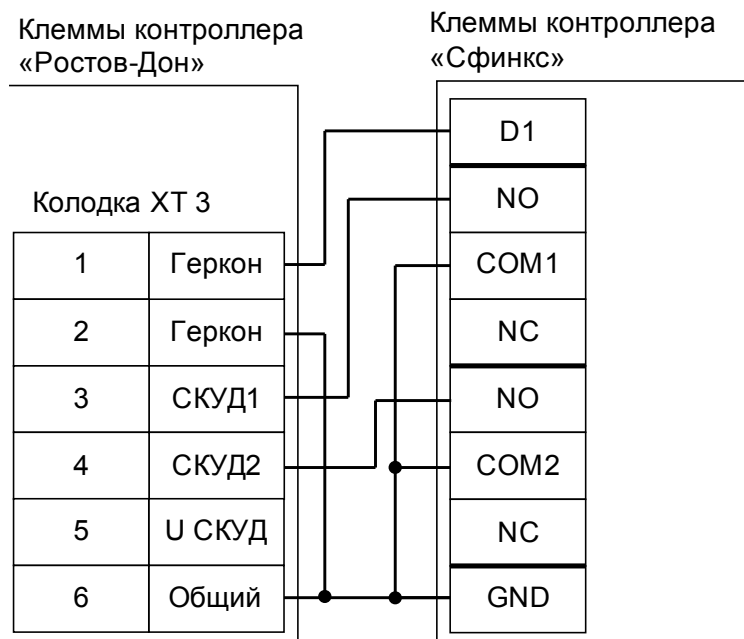 Клеммы контроллера
«Ростов-Дон»
Клеммы контроллера
«Сфинкс»
Колодка XT 3
1 Геркон
2 Геркон
3 СКУД1
4 СКУД2
5 U СКУД
6 Общий
D1
NO
COM1
NC
NO
COM2
NC
GND